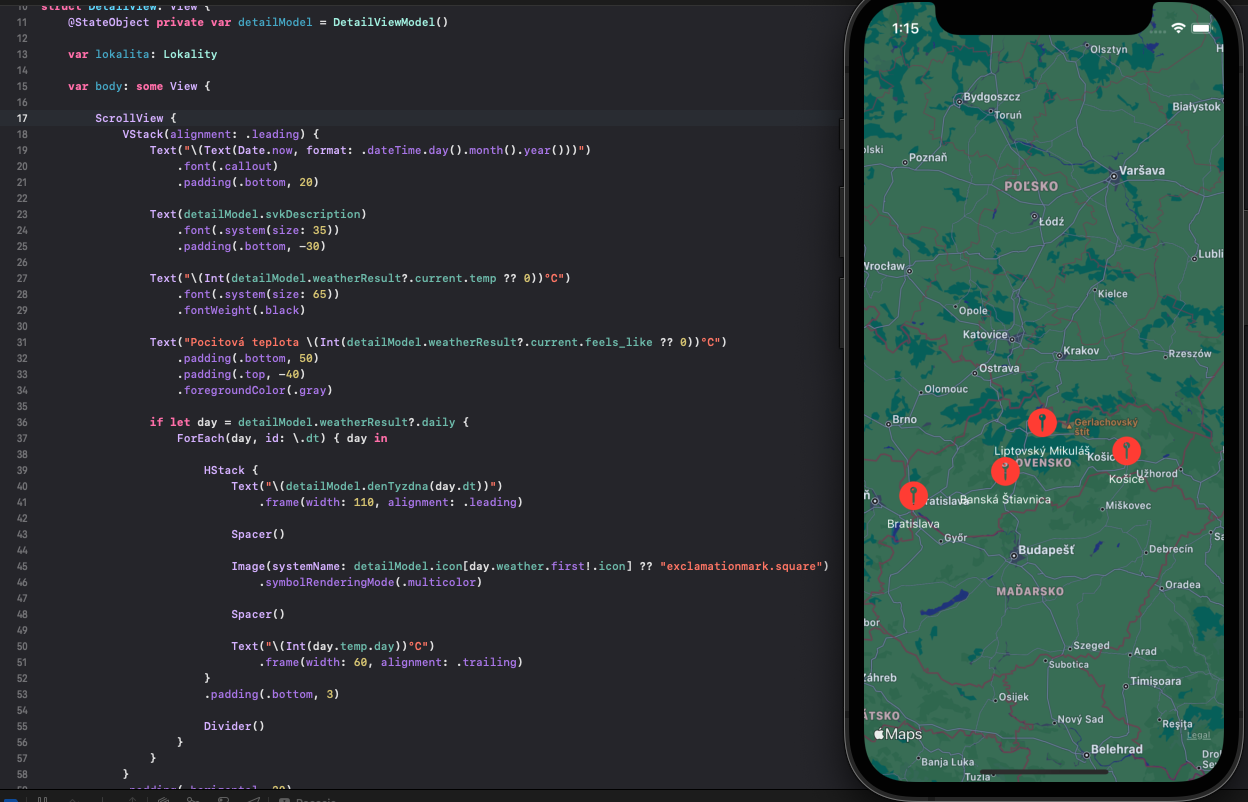 10 struct DetailView: View {
11 @StateObject private var detailModel = DetailViewModel()
12
13 var lokalita: Lokality
14
15 var body: some View {
16
17 ScrollView {
18 VStack(alignment: .leading) {
19 Text("\(Text(Date.now, format: .dateTime.day().month().year()))")
20 .font(.callout)
21 .padding(.bottom, 20)
22
23 Text(detailModel.svkDescription)
24 .font(.system(size: 35))
25 .padding(.bottom, -30)
26
27 Text("\(Int(detailModel.weatherResult?.current.temp ?? 0))°C")
28 .font(.system(size: 65))
29 .fontWeight(.black)
30
31 Text("Pocitová teplota \(Int(detailModel.weatherResult?.current.feels_like ?? 0))°C")
32 .padding(.bottom, 50)
33 .padding(.top, -40)
34 .foregroundColor(.gray)
35
36 if let day = detailModel.weatherResult?.daily {
37 ForEach(day, id: \.dt) { day in
38
39 HStack {
40 Text("\(detailModel.denTyzdna(day.dt))")
41 .frame(width: 110, alignment: .leading)
42
43 Spacer()
44
45 Image(systemName: detailModel.icon[day.weather.first!.icon] ?? "exclamationmark.square")
46 .symbolRenderingMode(.multicolor)
47
48 Spacer()
49
50 Text("\(Int(day.temp.day))°C")
51 .frame(width: 60, alignment: .trailing)
52 }
53 .padding(.bottom, 3)
54
55 Divider()
56 }
57 }
58 }
1:15
Olsztyn
H
Bydgoszcz
Toruń
Białystok
olski
Poznaň
Varšava
POĽSKO
Łódź
Lubli
Wrocław
Kielce
Opole
Katovice
Krakov
Rzeszów
Ostrava
Olomouc
Brno
Gerlachovský
štít
Liptovský Mikuláš
Košic
OVENSKO
Košice
Užhorod
ratislava
Banská Štiavnica
Miškovec
Bratislava
Győr
Budapešť
Debrecín
Oradea
MAĎARSKO
bor
Szeged
Arad
Subotica
Záhreb
Timișoara
Osijek
ÁTSKO
Nový Sad
Reșița
Maps
Legal
Belehrad
Banja Luka
Tuzla